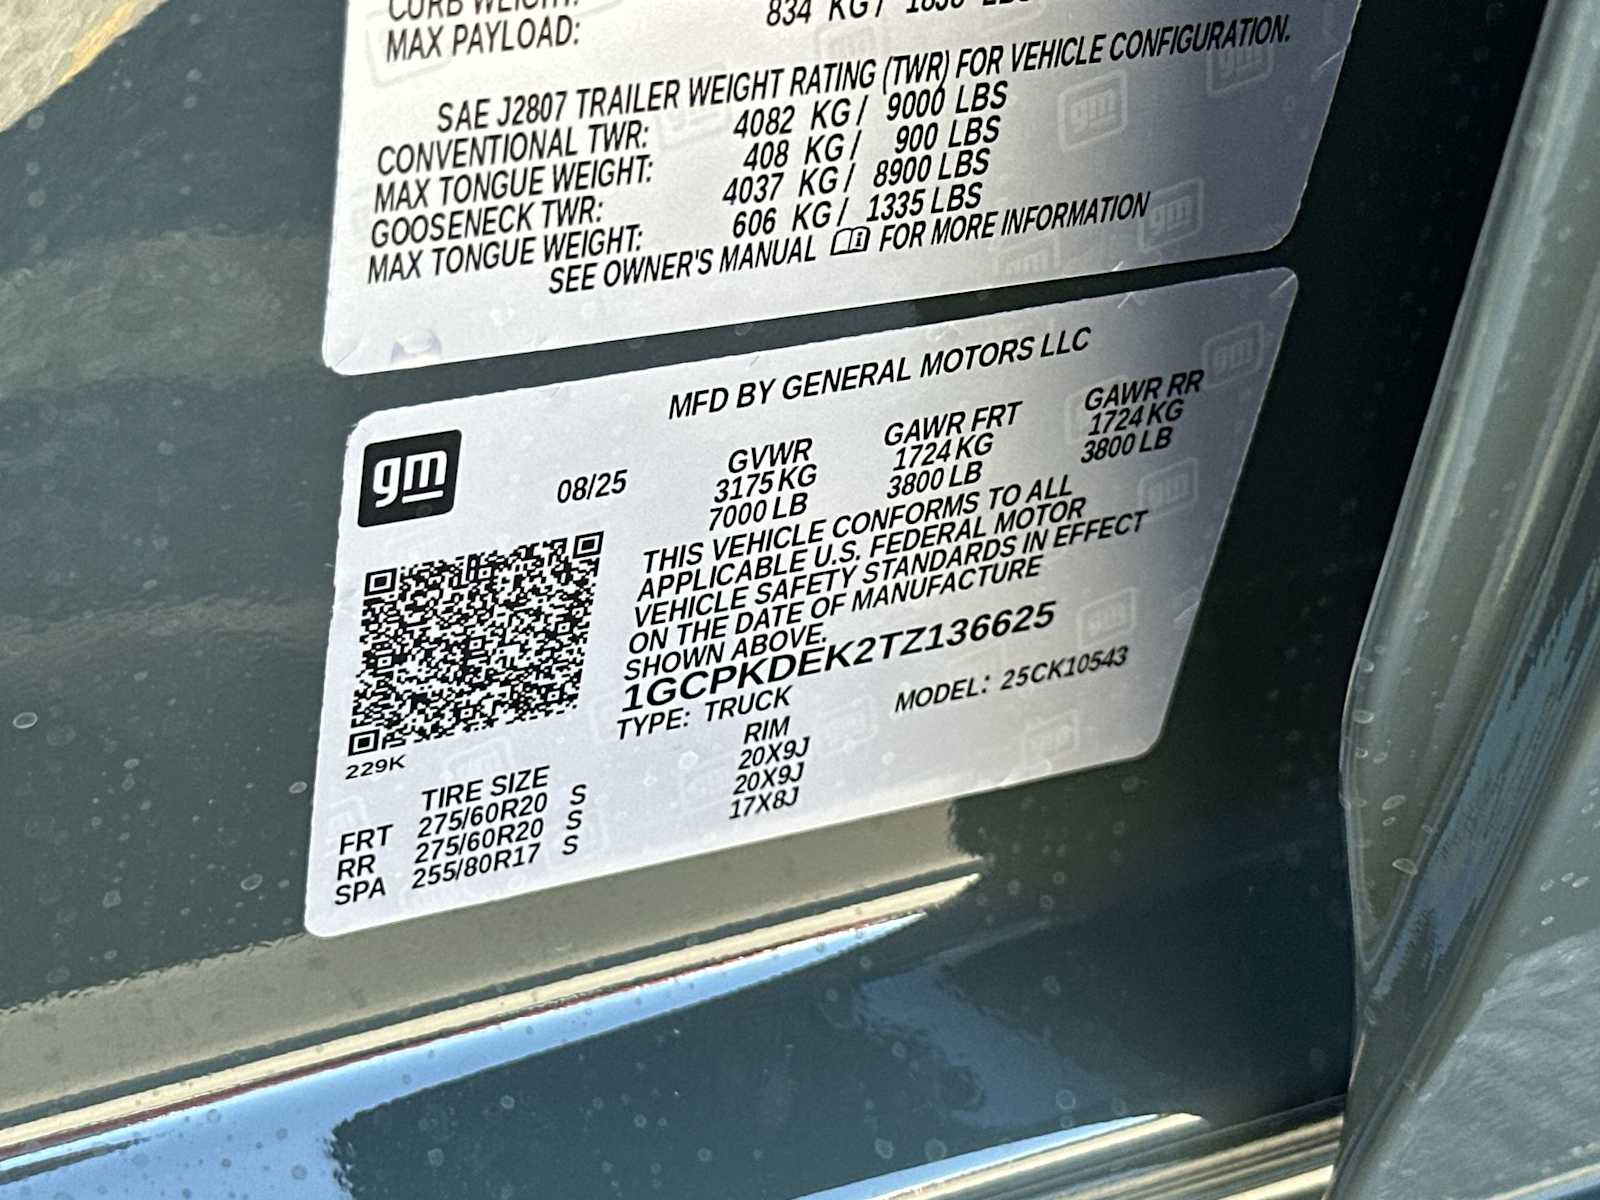 CURB WEIGHT:
MAX PAYLOAD: 834 KG / 1838 LBS
SAE J2807 TRAILER WEIGHT RATING (TWR) FOR VEHICLE CONFIGURATION.
CONVENTIONAL TWR: 4082 KG / 9000 LBS
MAX TONGUE WEIGHT: 408 KG / 900 LBS
GOOSENECK TWR: 4037 KG / 8900 LBS
MAX TONGUE WEIGHT: 606 KG / 1335 LBS
SEE OWNER'S MANUAL FOR MORE INFORMATION
MFD BY GENERAL MOTORS LLC
gm
08/25
GVWR GAWR FRT GAWR RR
3175 KG 1724 KG 1724 KG
7000 LB 3800 LB 3800 LB
THIS VEHICLE CONFORMS TO ALL
APPLICABLE U.S. FEDERAL MOTOR
VEHICLE SAFETY STANDARDS IN EFFECT
ON THE DATE OF MANUFACTURE
SHOWN ABOVE.
1GCPKDEK2TZ136625
TYPE: TRUCK MODEL: 25CK10543
229K
TIRE SIZE RIM
FRT 275/60R20 S 20X9J
RR 275/60R20 S 20X9J
SPA 255/80R17 S 17X8J